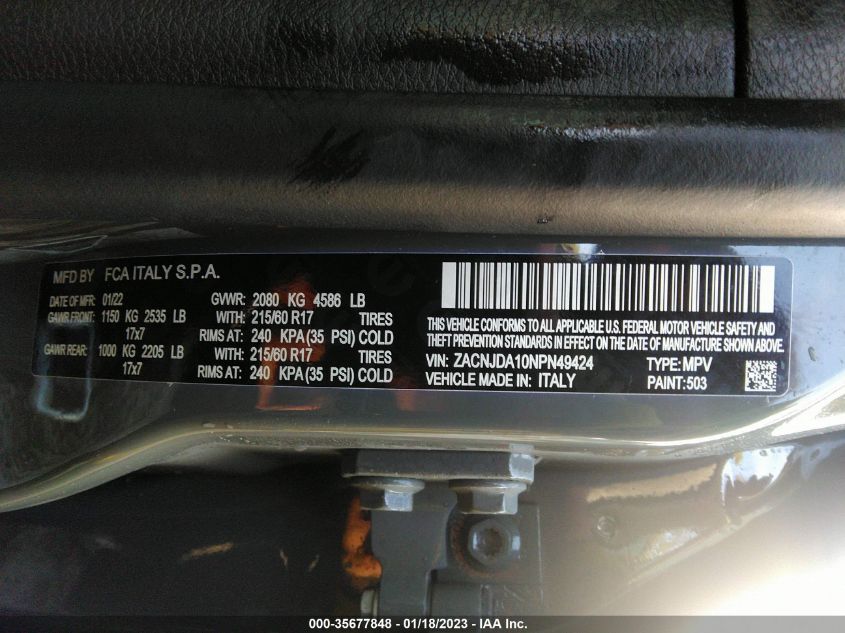 MFD BY FCA ITALY S.P.A.
DATE OF MFR: 01/22 GVWR: 2080 KG 4586 LB
GAWR FRONT: 1150 KG 2535 LB WITH: 215/60 R17 TIRES
17x7 RIMS AT: 240 KPA (35 PSI) COLD
GAWR REAR: 1000 KG 2205 LB WITH: 215/60 R17 TIRES
17x7 RIMS AT: 240 KPA (35 PSI) COLD
THIS VEHICLE CONFORMS TO ALL APPLICABLE U.S. FEDERAL MOTOR VEHICLE SAFETY AND
THEFT PREVENTION STANDARDS IN EFFECT ON THE DATE OF MANUFACTURE SHOWN ABOVE.
VIN: ZACNJDA10NPN49424 TYPE: MPV
VEHICLE MADE IN: ITALY PAINT: 503
000-35677848 - 01/18/2023 - IAA Inc.